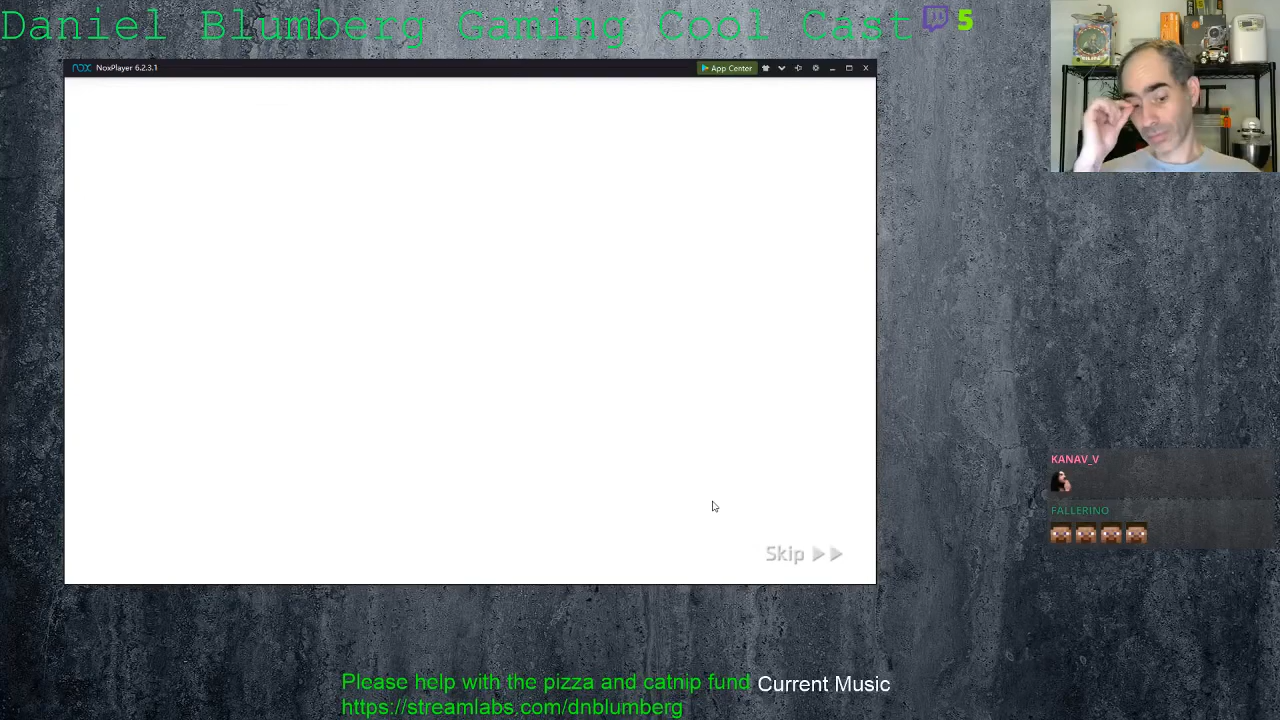 Daniel Blumberg Gaming Cool Cast
5
nox NoxPlayer 6.2.3.1
App Center
Skip
KANAV_V
FALLERINO
Please help with the pizza and catnip fund
https://streamlabs.com/dnblumberg
Current Music